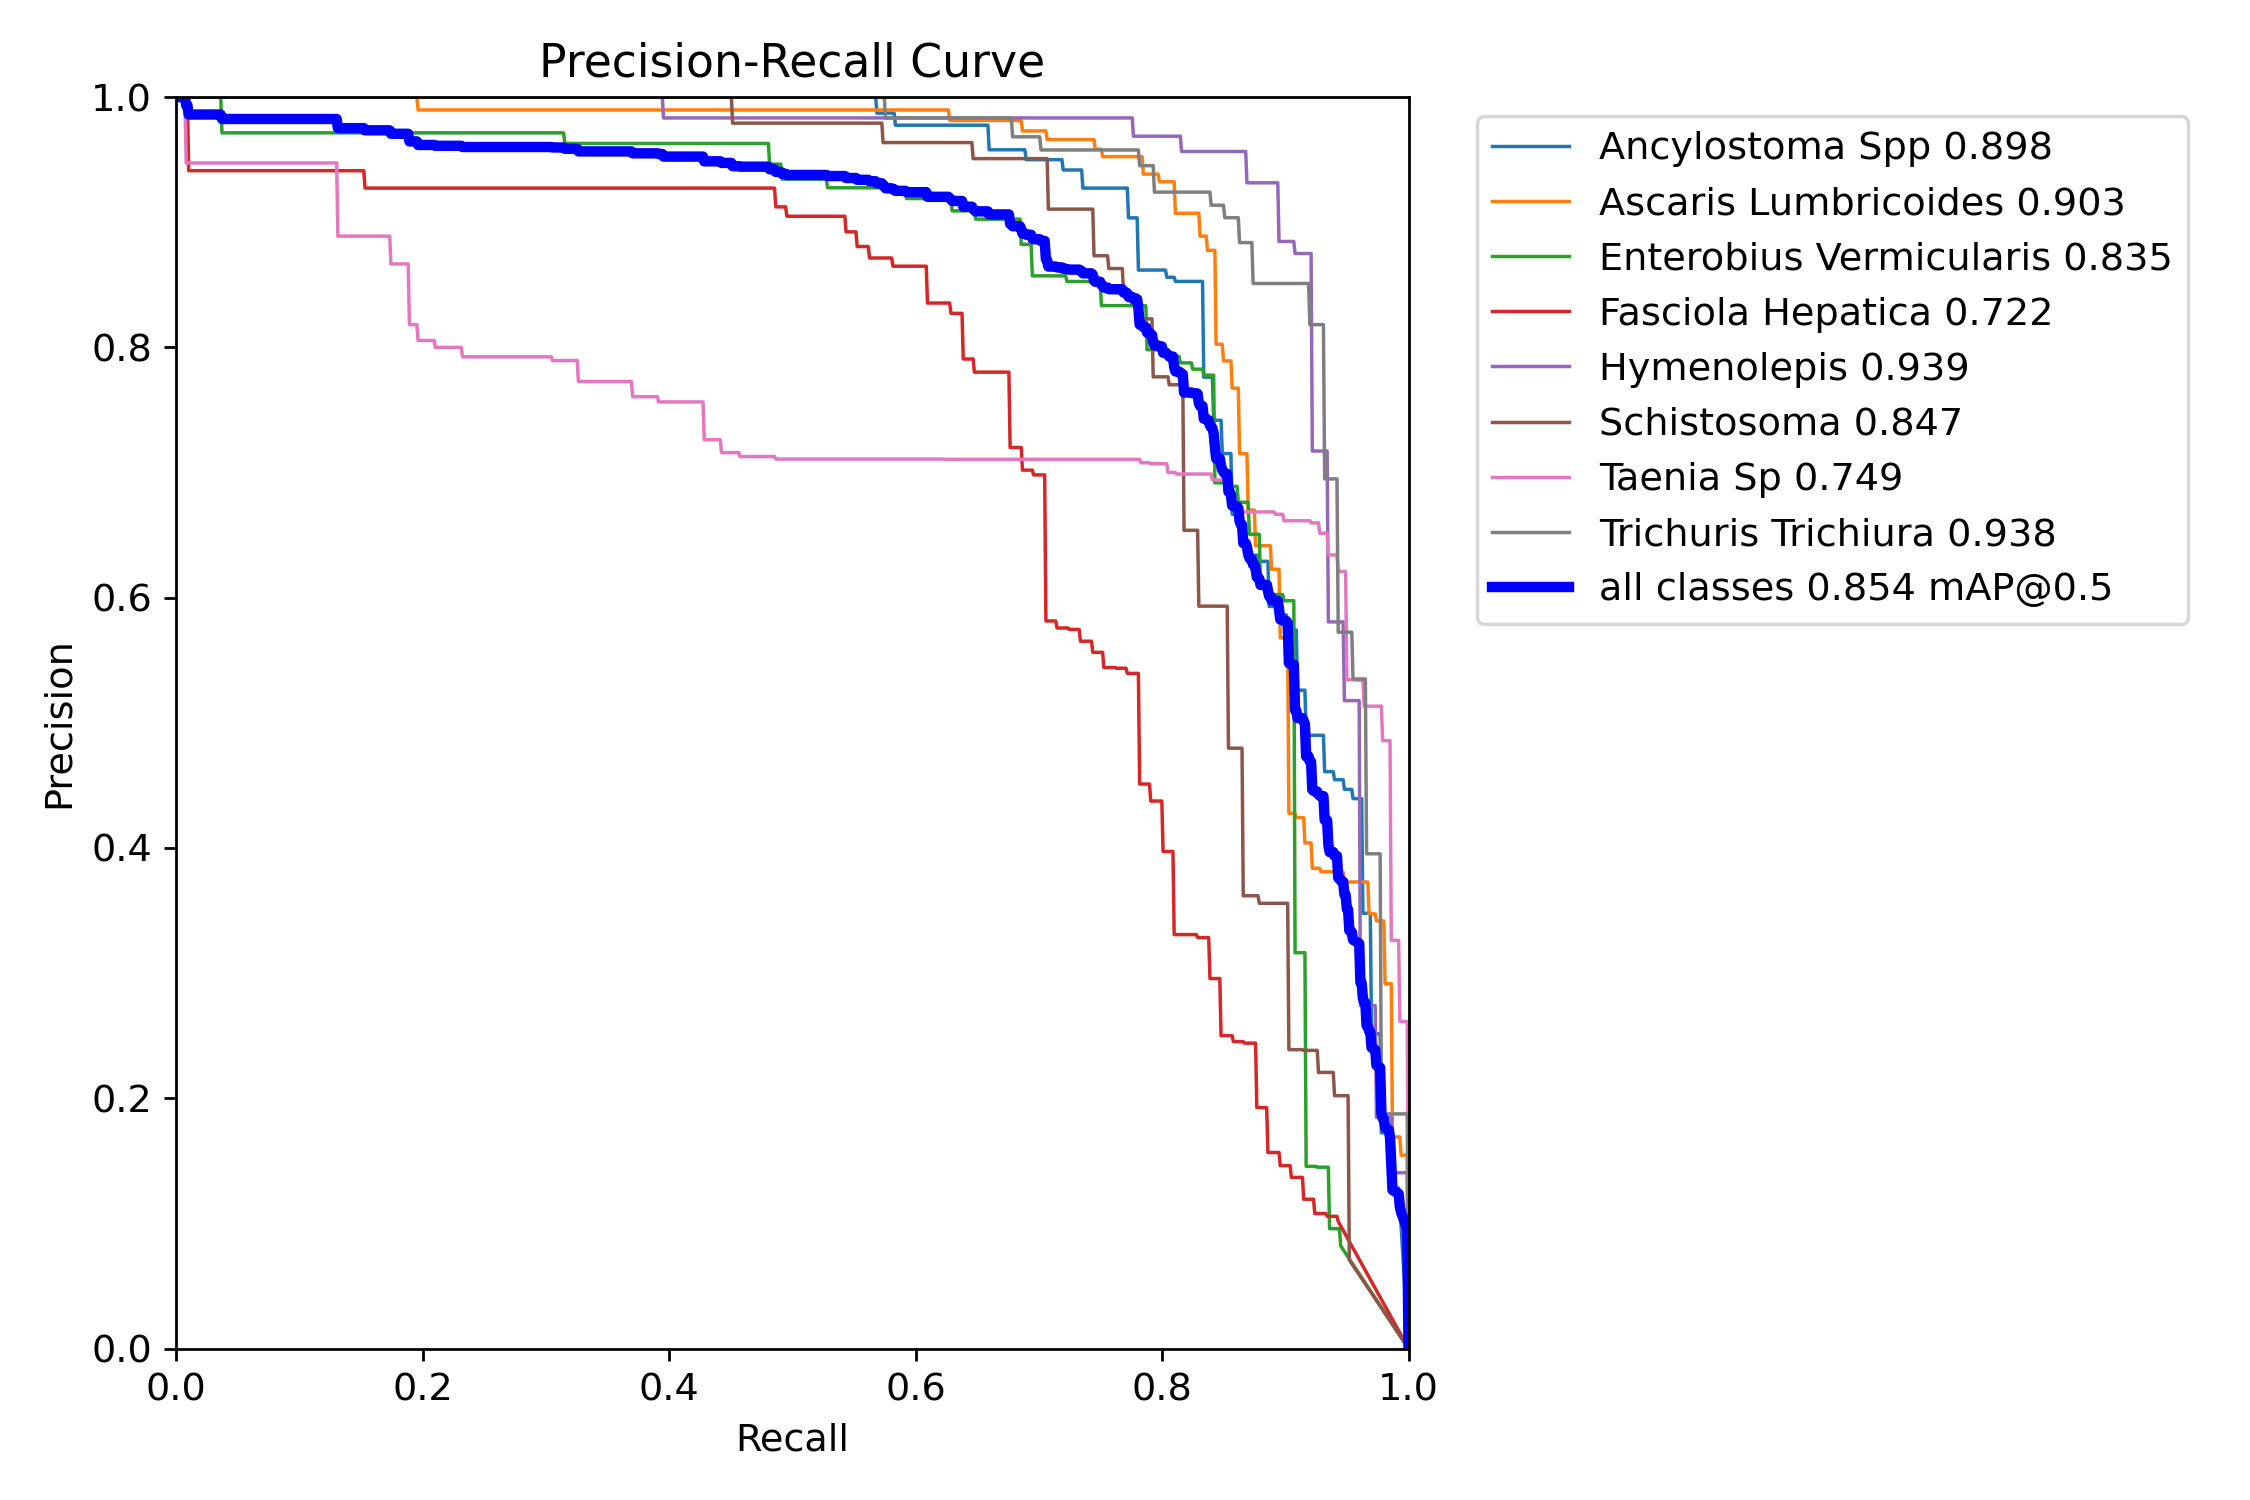 Precision-Recall Curve
1.0
0.8
0.6
0.4
0.2
0.0
Precision
0.0 0.2 0.4 0.6 0.8 1.0
Recall
Ancylostoma Spp 0.898
Ascaris Lumbricoides 0.903
Enterobius Vermicularis 0.835
Fasciola Hepatica 0.722
Hymenolepis 0.939
Schistosoma 0.847
Taenia Sp 0.749
Trichuris Trichiura 0.938
all classes 0.854 mAP@0.5